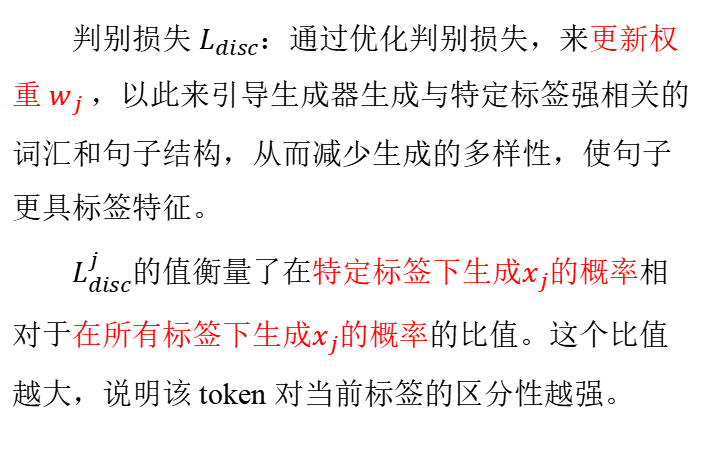 判别损失 L_disc：通过优化判别损失，来更新权
重 w_j ，以此来引导生成器生成与特定标签强相关的
词汇和句子结构，从而减少生成的多样性，使句子
更具标签特征。
L_disc^j的值衡量了在特定标签下生成x_j的概率相
对于在所有标签下生成x_j的概率的比值。这个比值
越大，说明该 token 对当前标签的区分性越强。